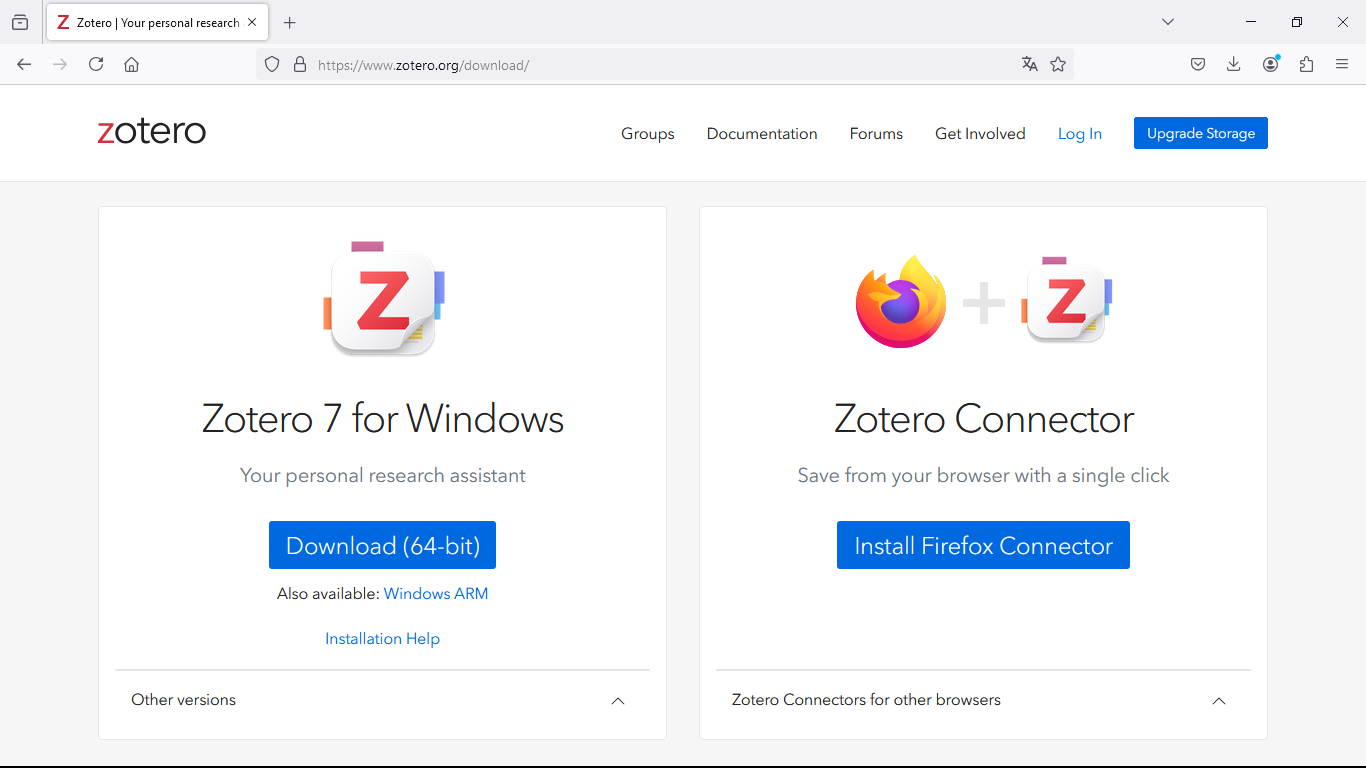 Zotero | Your personal research
https://www.zotero.org/download/
zotero
Groups
Documentation
Forums
Get Involved
Log In
Upgrade Storage
Zotero 7 for Windows
Your personal research assistant
Download (64-bit)
Also available: Windows ARM
Installation Help
Other versions
Zotero Connector
Save from your browser with a single click
Install Firefox Connector
Zotero Connectors for other browsers